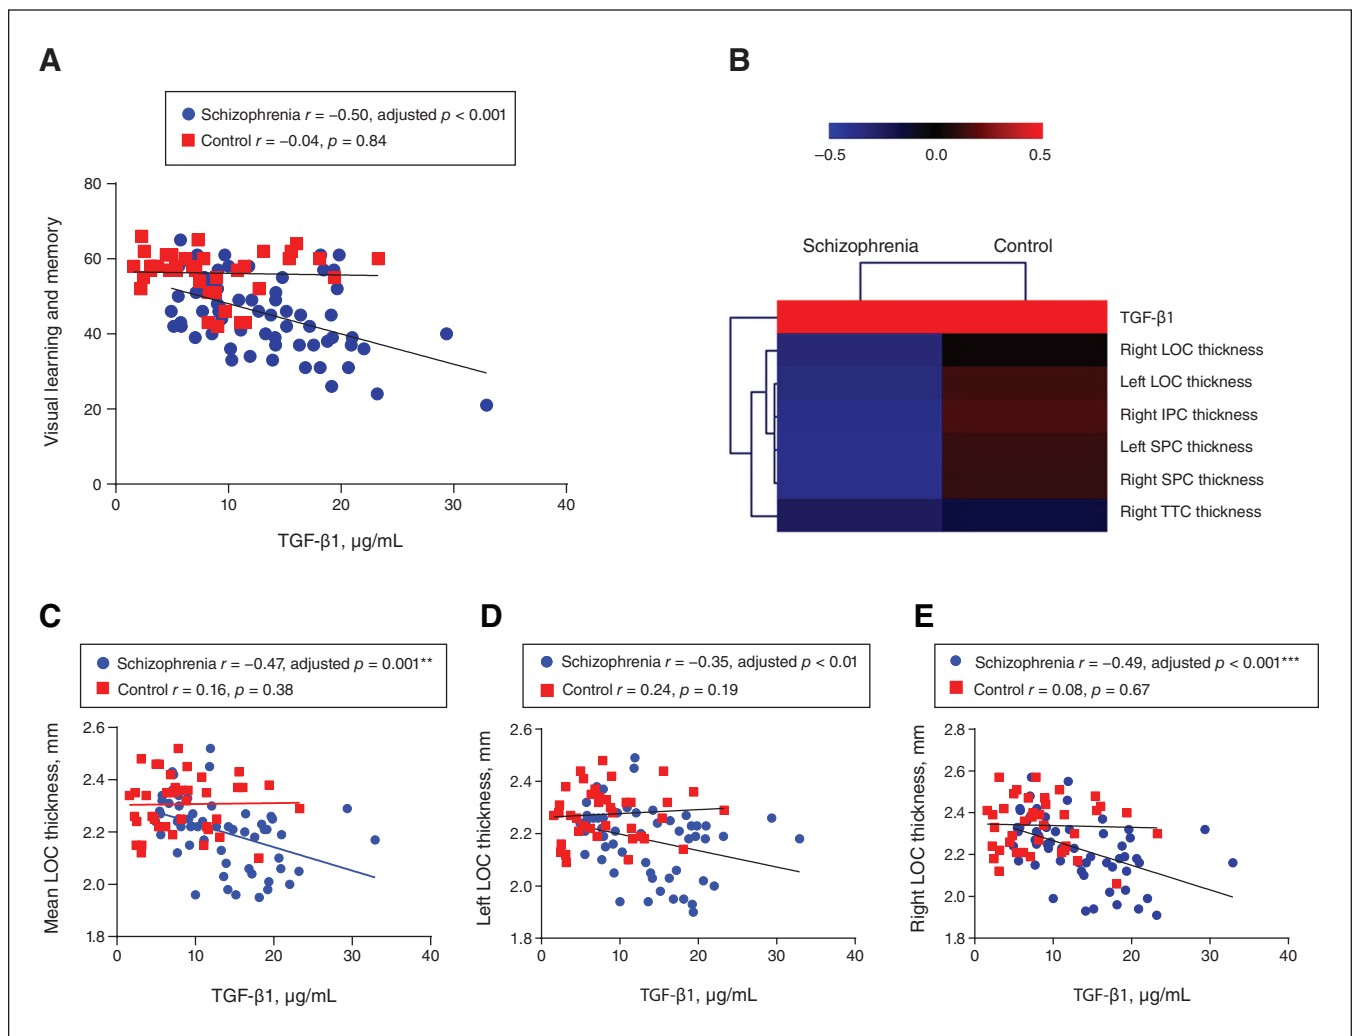 A
Schizophrenia r = −0.50, adjusted p < 0.001
Control r = −0.04, p = 0.84
80
60
40
20
0
0 10 20 30 40
Visual learning and memory
TGF-β1, µg/mL
B
−0.5 0.0 0.5
Schizophrenia Control
TGF-β1
Right LOC thickness
Left LOC thickness
Right IPC thickness
Left SPC thickness
Right SPC thickness
Right TTC thickness
C
Schizophrenia r = −0.47, adjusted p = 0.001**
Control r = 0.16, p = 0.38
2.6
2.4
2.2
2.0
1.8
0 10 20 30 40
Mean LOC thickness, mm
TGF-β1, µg/mL
D
Schizophrenia r = −0.35, adjusted p < 0.01
Control r = 0.24, p = 0.19
2.6
2.4
2.2
2.0
1.8
0 10 20 30 40
Left LOC thickness, mm
TGF-β1, µg/mL
E
Schizophrenia r = −0.49, adjusted p < 0.001***
Control r = 0.08, p = 0.67
2.8
2.6
2.4
2.2
2.0
1.8
0 10 20 30 40
Right LOC thickness, mm
TGF-β1, µg/mL